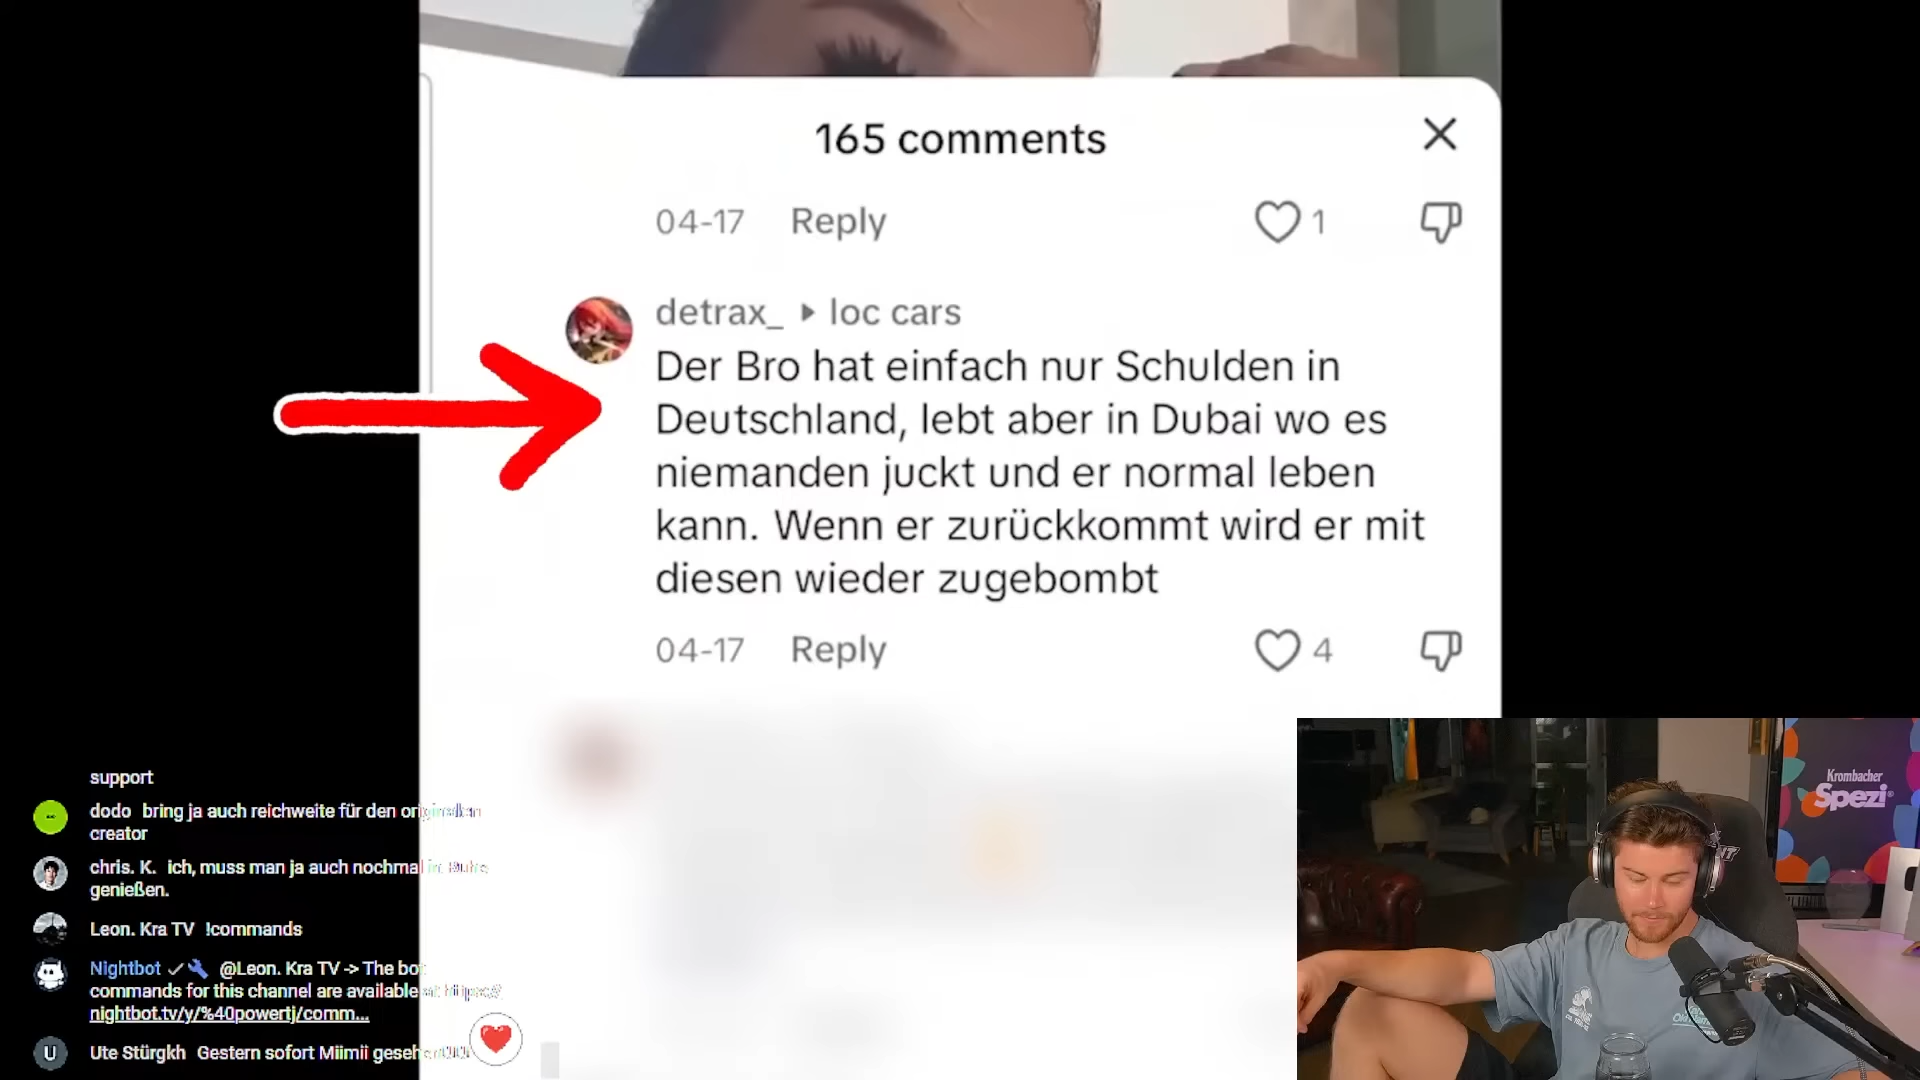 165 comments
04-17 Reply 1
detrax_ loc cars
Der Bro hat einfach nur Schulden in
Deutschland, lebt aber in Dubai wo es
niemanden juckt und er normal leben
kann. Wenn er zurückkommt wird er mit
diesen wieder zugebombt
04-17 Reply 4
support
dodo bring ja auch reichweite für den
creator
chris. K. ich, muss man ja auch nochmal in
genießen.
Leon. Kra TV !commands
Nightbot @Leon. Kra TV -> The bot
commands for this channel are available at https://
nightbot.tv/y/%40powertj/comm...
U
Ute Stürgkh Gestern sofort Miimii
Krombacher
Spezi